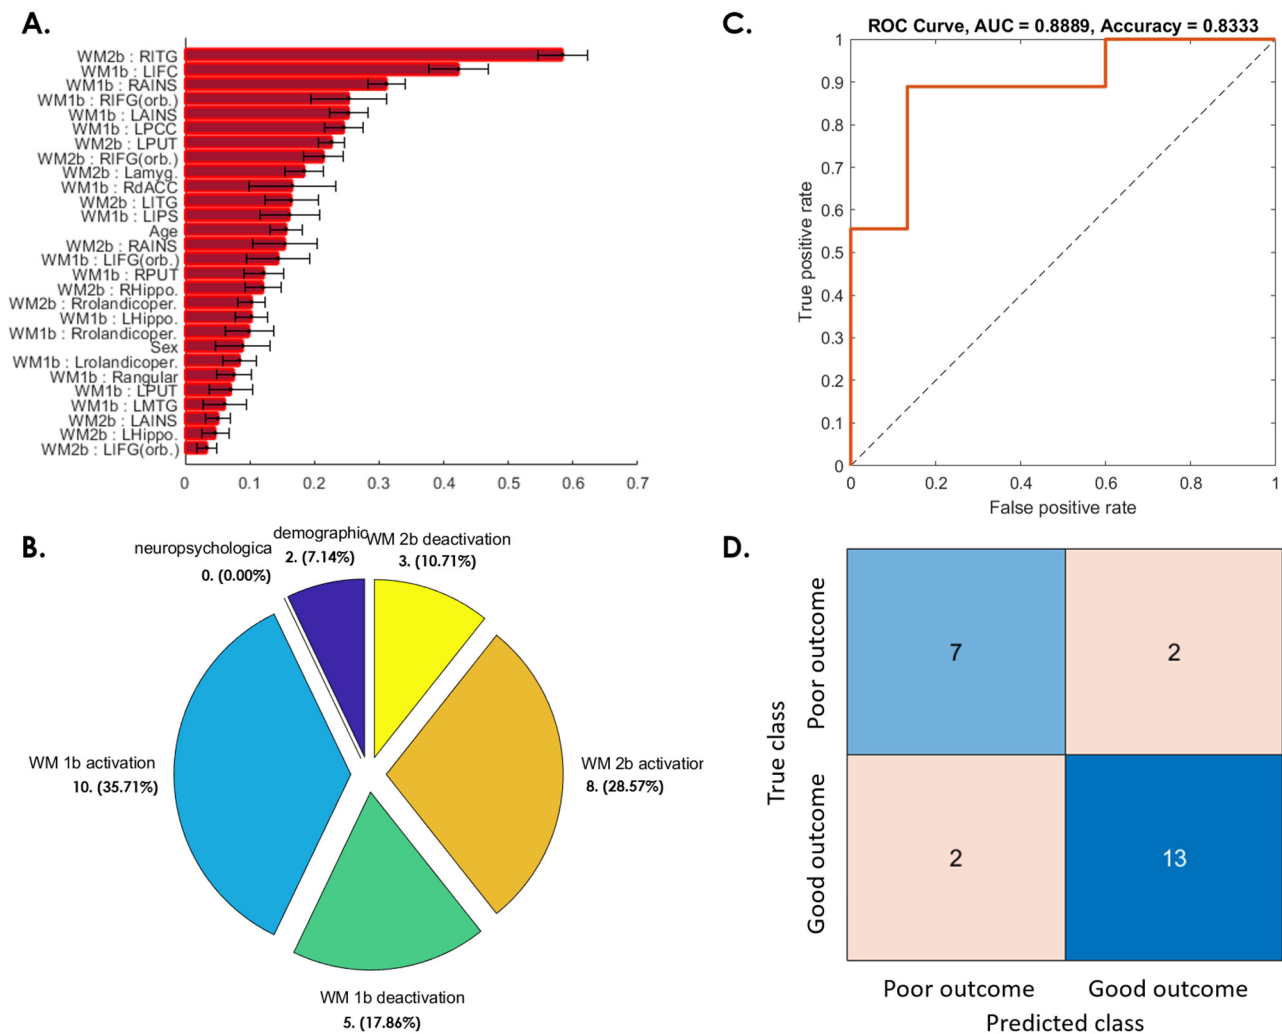 A.
WM2b : RITG
WM1b : LIFC
WM1b : RAINS
WM1b : RIFG(orb.)
WM1b : LAINS
WM1b : LPCC
WM2b : LPUT
WM2b : RIFG(orb.)
WM2b : Lamyg.
WM1b : RdACC
WM2b : LITG
WM1b : LIPS
Age
WM2b : RAINS
WM1b : LIFG(orb.)
WM1b : RPUT
WM2b : RHippo.
WM2b : Rrolandicoper.
WM1b : LHippo.
WM1b : Rrolandicoper.
Sex
WM1b : Lrolandicoper.
WM1b : Rangular
WM1b : LPUT
WM1b : LMTG
WM2b : LAINS
WM2b : LHippo.
WM2b : LIFG(orb.)
0 0.1 0.2 0.3 0.4 0.5 0.6 0.7
C.
ROC Curve, AUC = 0.8889, Accuracy = 0.8333
1
0.9
0.8
0.7
0.6
0.5
0.4
0.3
0.2
0.1
0
True positive rate
0 0.2 0.4 0.6 0.8 1
False positive rate
B.
neuropsychologica
0. (0.00%)
demographic
2. (7.14%)
WM 2b deactivation
3. (10.71%)
WM 1b activation
10. (35.71%)
WM 2b activation
8. (28.57%)
WM 1b deactivation
5. (17.86%)
D.
True class
Poor outcome
7 2
Good outcome
2 13
Poor outcome Good outcome
Predicted class